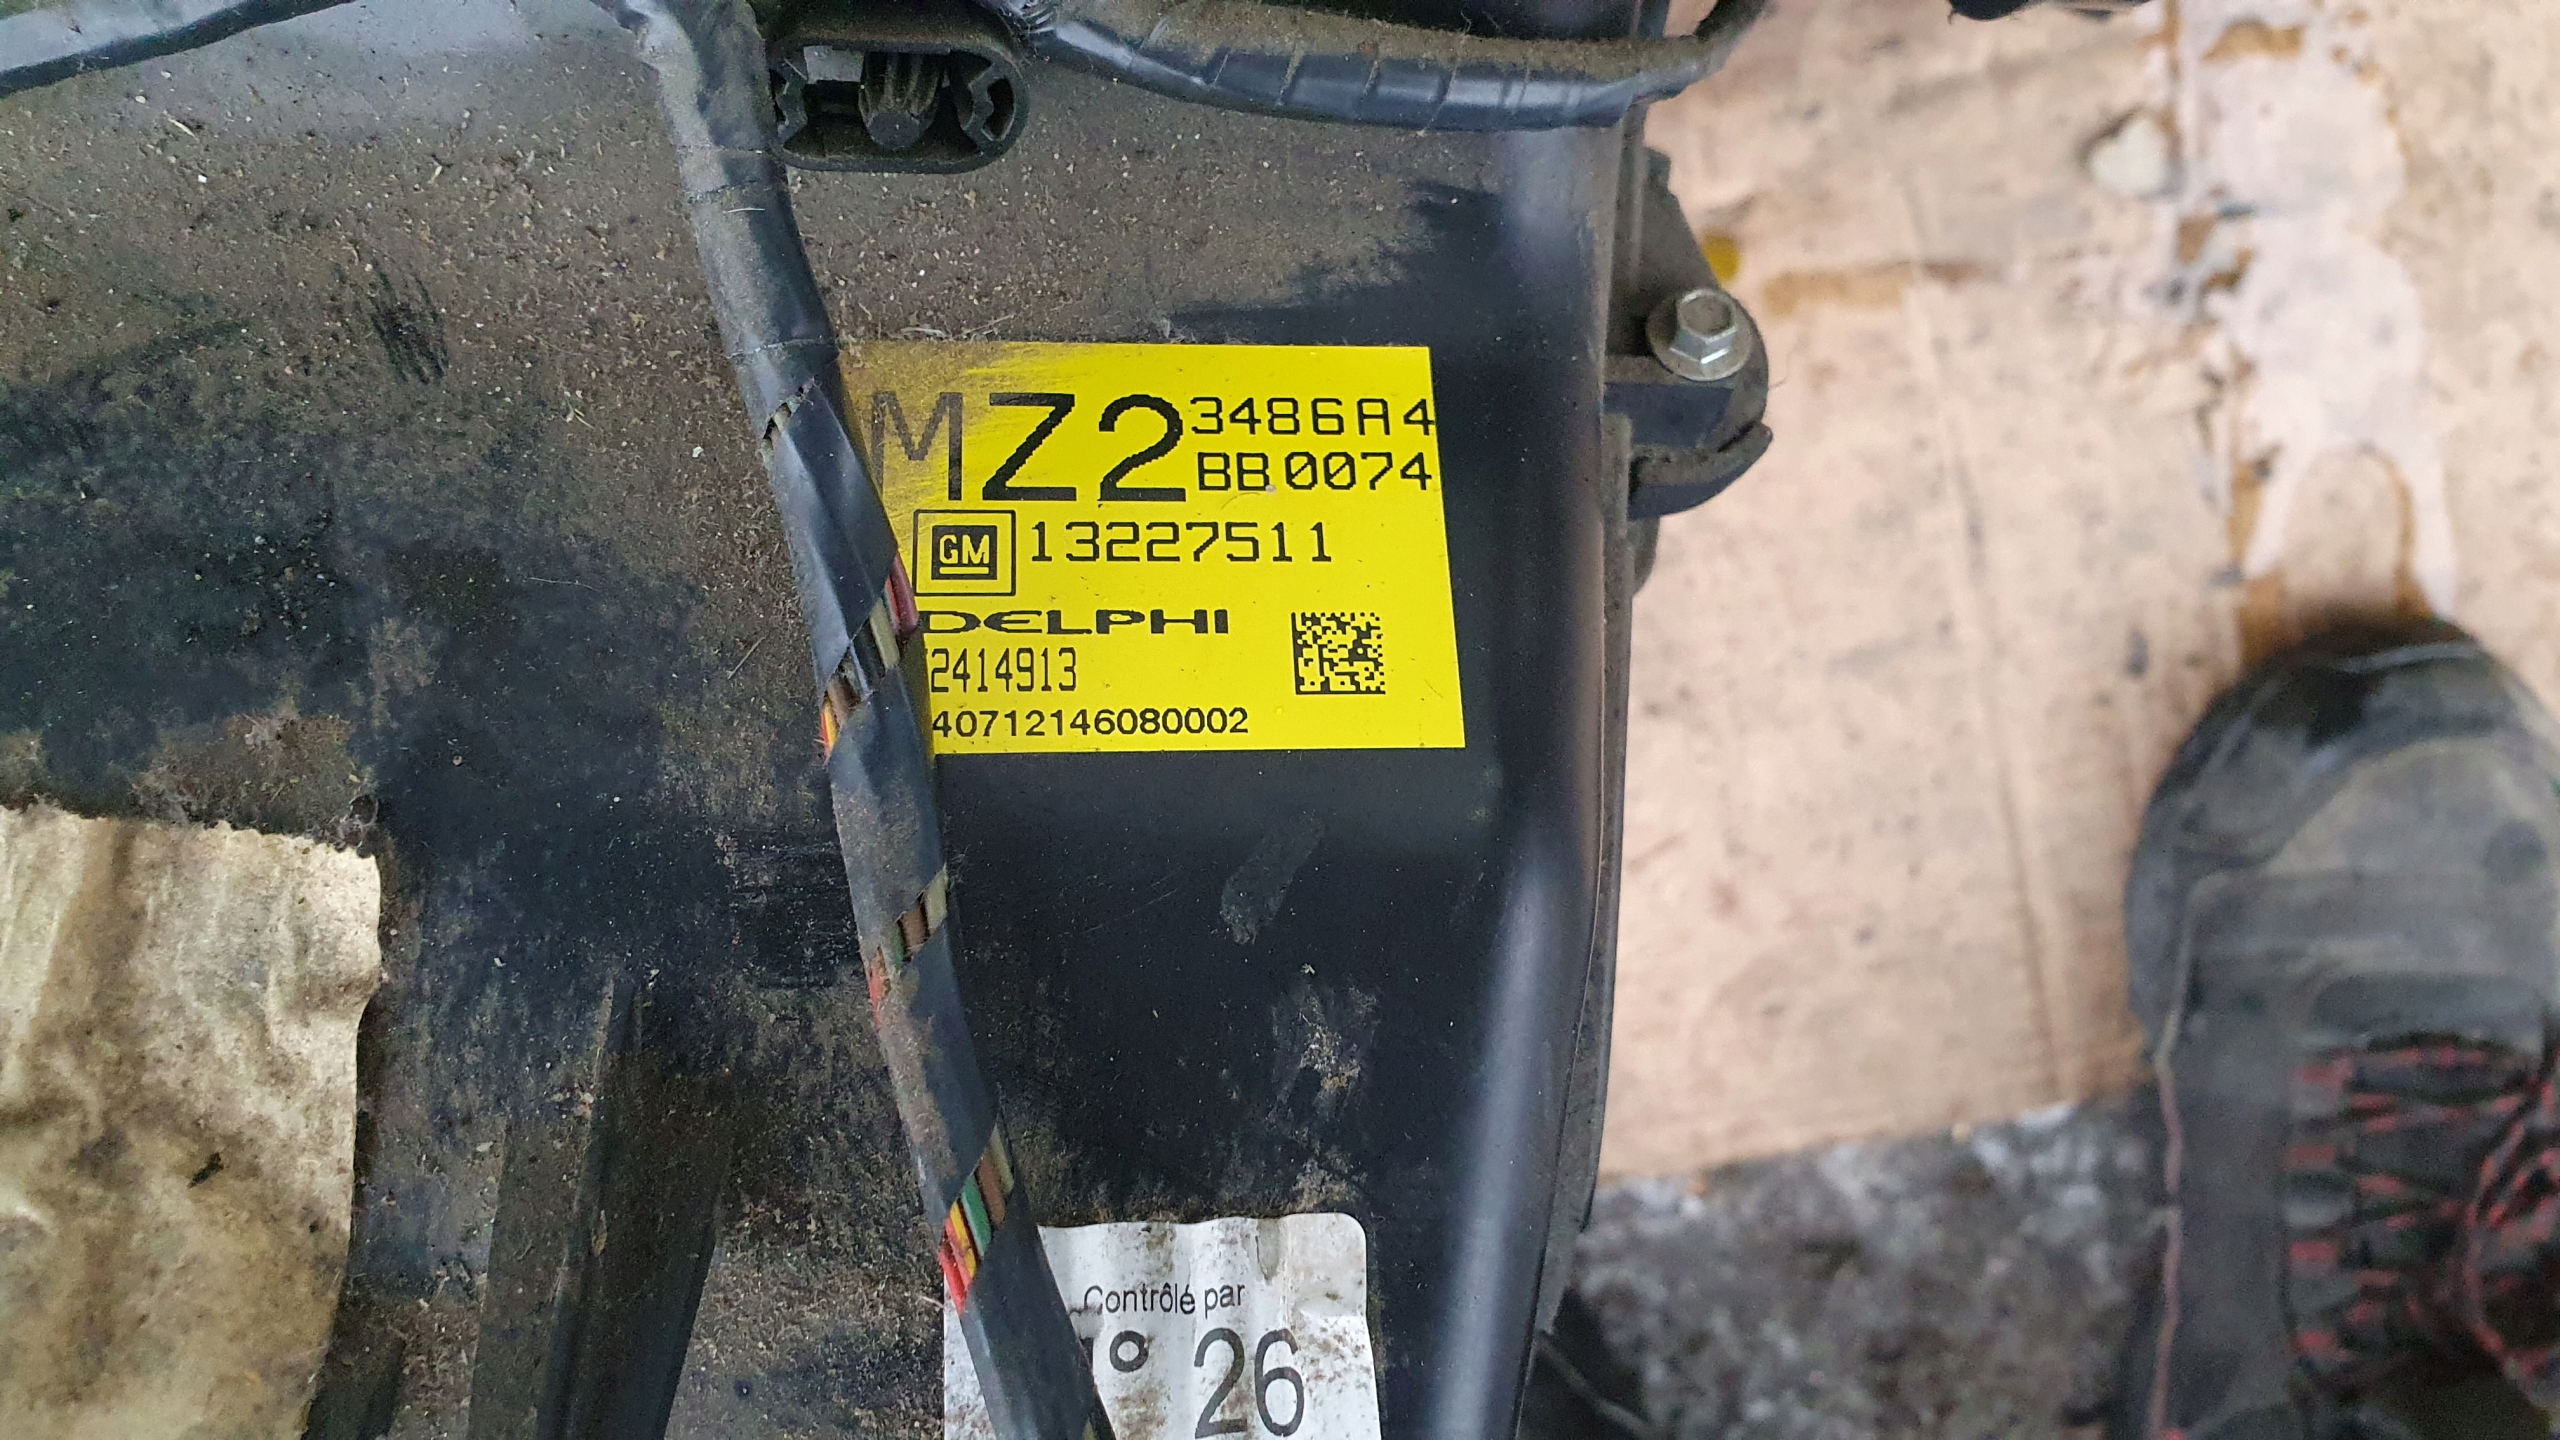 MZ2 3486A4
BB0074
GM 13227511
DELPHI
2414913
40712146080002
Contrôlé par
° 26